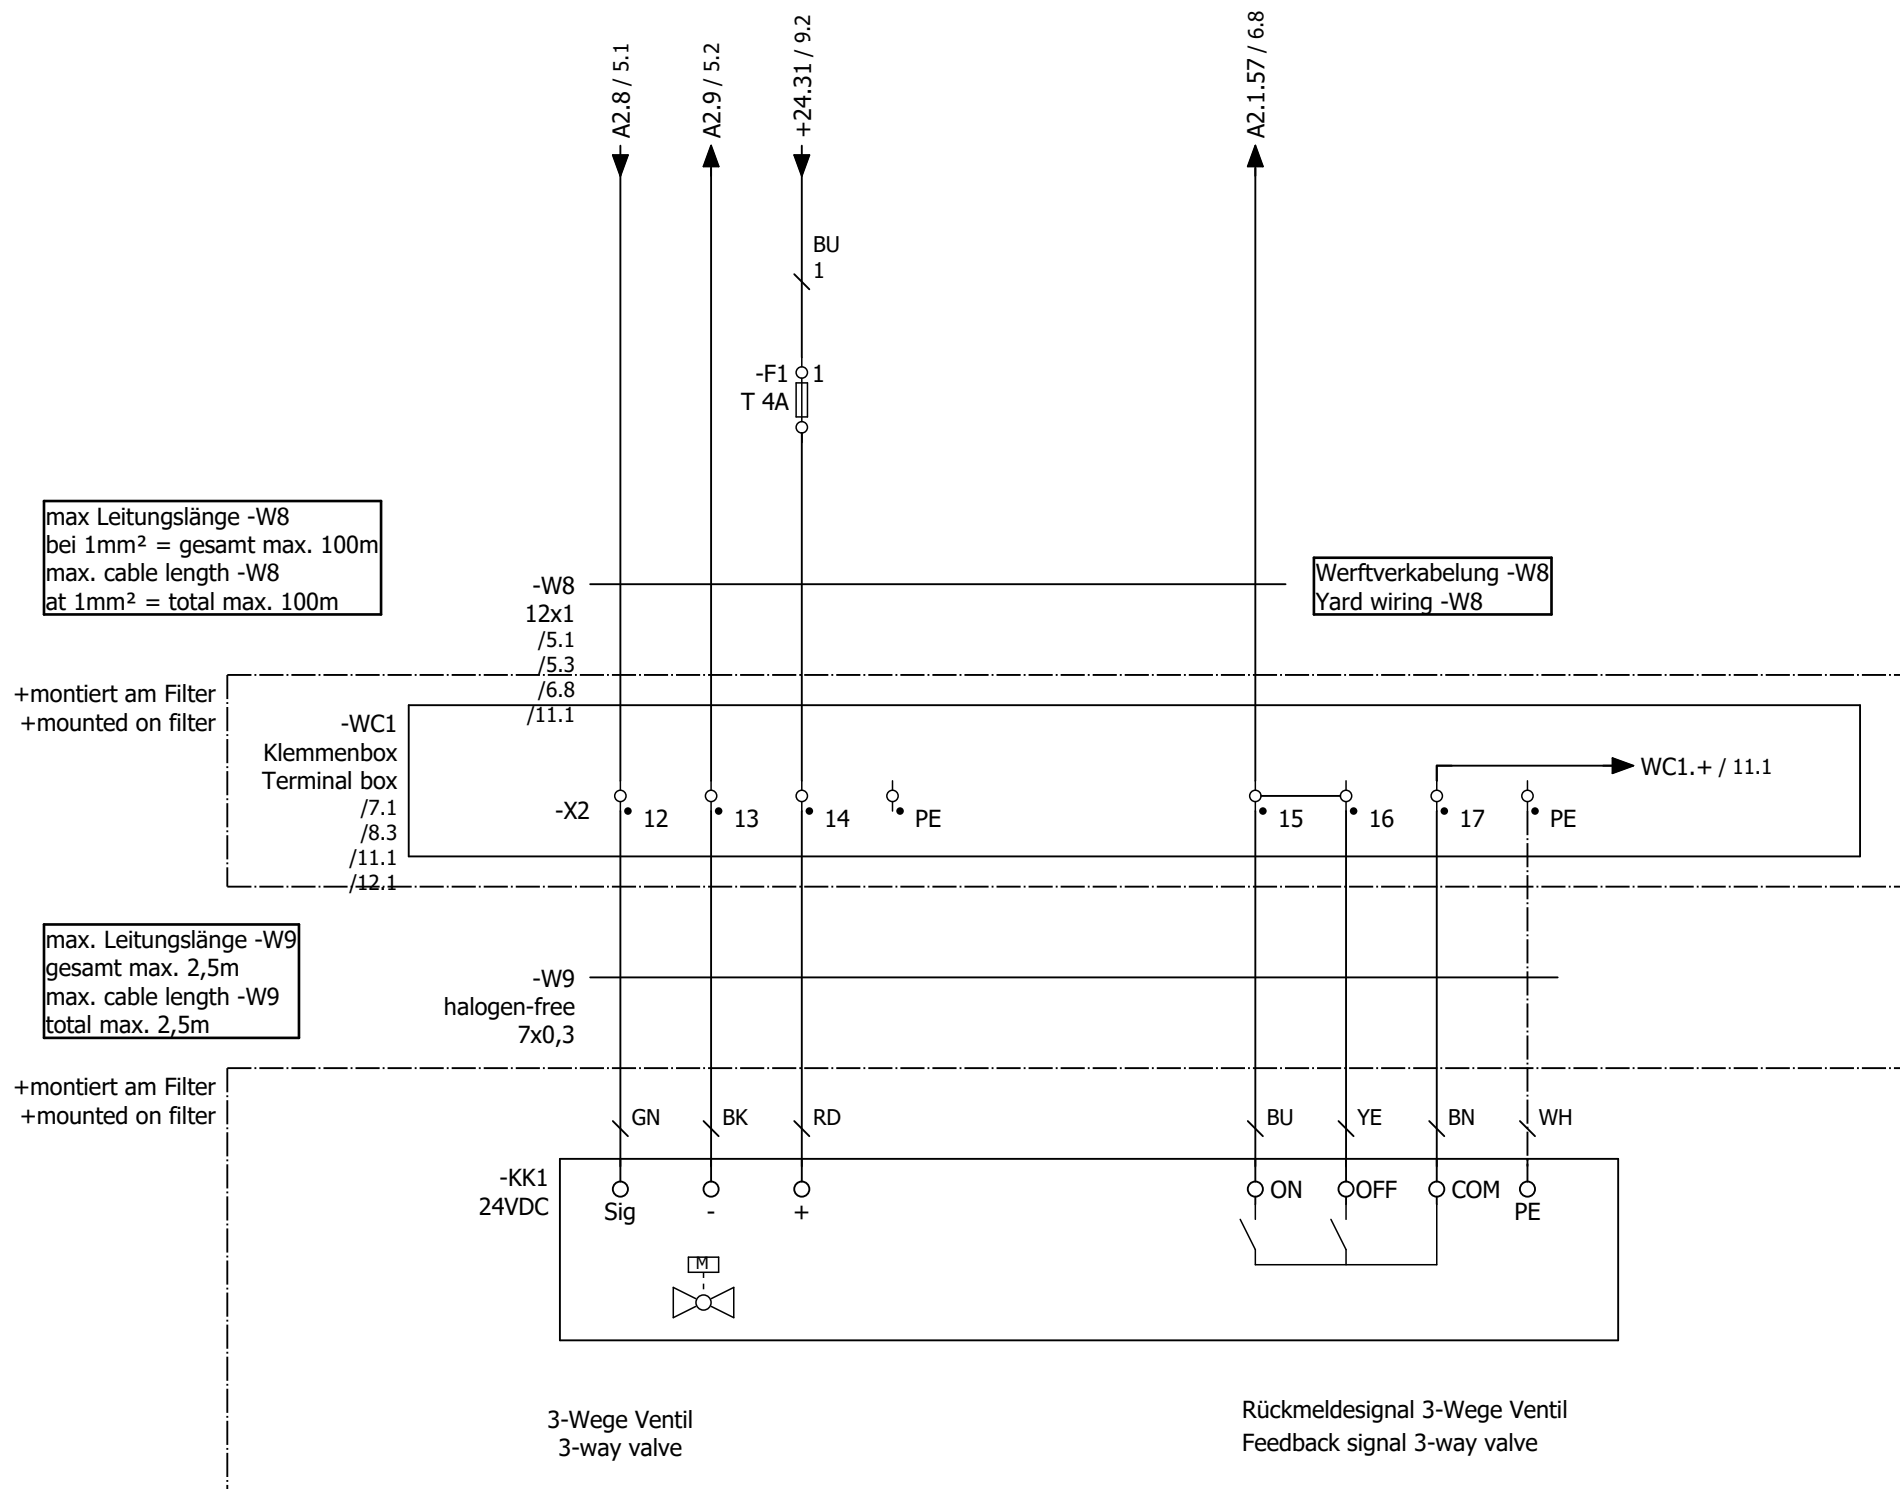 A2.8 / 5.1
A2.9 / 5.2
+24.31 / 9.2
A2.1.57 / 6.8
BU
1
-F1 1
T 4A
max Leitungslänge -W8
bei 1mm² = gesamt max. 100m
max. cable length -W8
at 1mm² = total max. 100m
-W8
12x1
/5.1
/5.3
/6.8
/11.1
Werftverkabelung -W8
Yard wiring -W8
+montiert am Filter
+mounted on filter
-WC1
Klemmenbox
Terminal box
/7.1
/8.3
/11.1
/12.1
WC1.+ / 11.1
-X2 12 13 14 PE 15 16 17 PE
max. Leitungslänge -W9
gesamt max. 2,5m
max. cable length -W9
total max. 2,5m
-W9
halogen-free
7x0,3
+montiert am Filter
+mounted on filter
GN BK RD BU YE BN WH
-KK1
24VDC
Sig - + ON OFF COM PE
M
3-Wege Ventil
3-way valve
Rückmeldesignal 3-Wege Ventil
Feedback signal 3-way valve